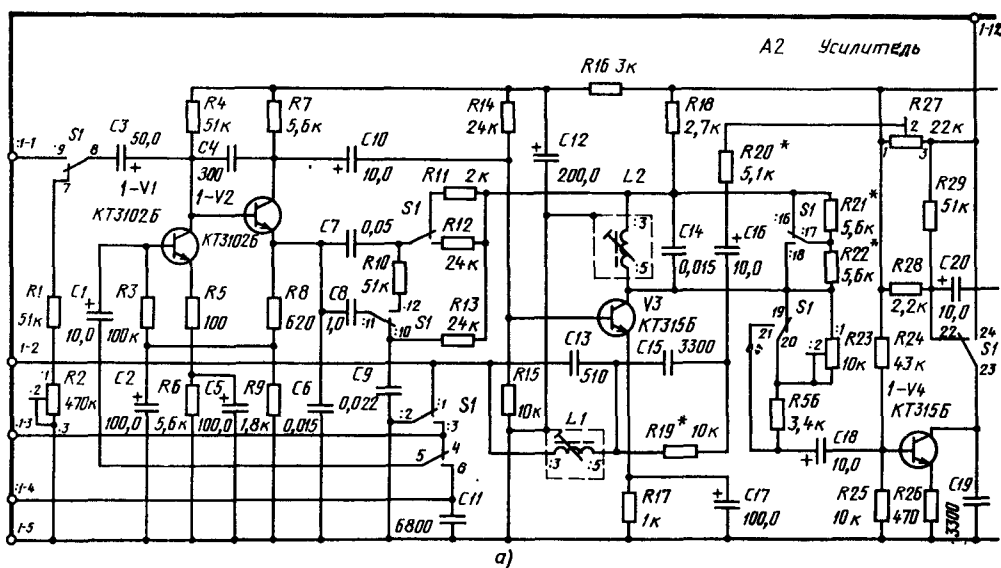 А2 Усилитель
1-12
R16 3к
R4
51к
R7
5,6к
R14
24к
R18
2,7к
R27
22к
1
2
3
:1-1
:9
S1
8
:7
C3
50,0
+
C4
300
C10
+
10,0
C12
+
200,0
R20*
5,1к
R29
51к
1-V1
КТ3102Б
1-V2
КТ3102Б
R11
2к
S1
R12
24к
C7
0,05
R10
51к
:12
C8
1,0
:11
:10
S1
R13
24к
L2
:3
:5
C14
0,015
C16
+
10,0
:16
S1
:17
:18
R21*
5,6к
R22*
5,6к
R28
2,2к
C20
+
10,0
R1
51к
C1
+
10,0
R3
100к
R5
100
R8
620
V3
КТ315Б
19
S1
21
20
:1
:2
R23
10к
R24
43к
22
24
S1
23
1-2
C13
510
C15
3300
1-V4
КТ315Б
:1
R2
:2
470к
:3
C2
+
100,0
R6
5,6к
C5
+
100,0
R9
1,8к
C6
0,015
C9
0,022
:2
:1
:3
S1
R15
10к
L1
:3
:5
R19* 10к
R56
3,4к
C18
+
10,0
1-3
5
4
6
:1-4
C11
6800
R17
1к
C17
+
100,0
R25
10к
R26
470
C19
3300
1-5
а)